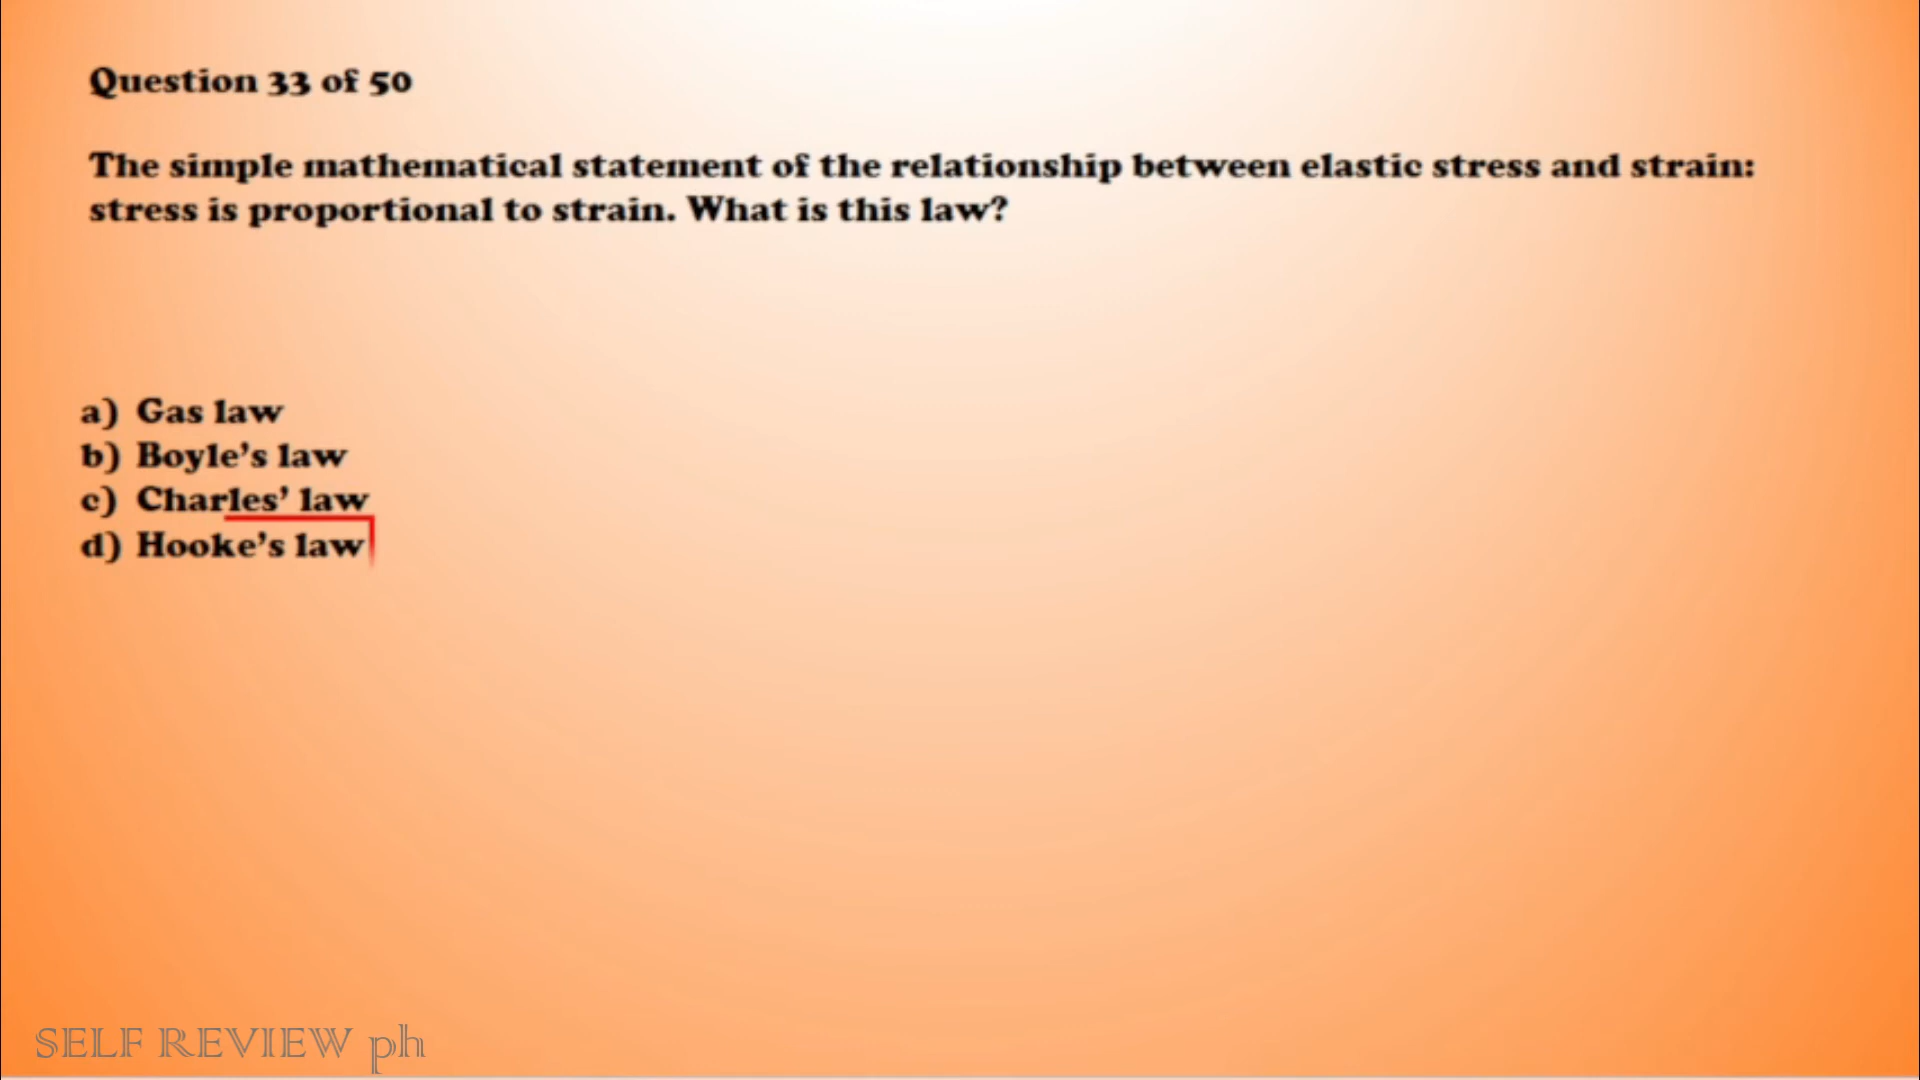 Question 33 of 50
The simple mathematical statement of the relationship between elastic stress and strain:
stress is proportional to strain. What is this law?
a) Gas law
b) Boyle’s law
c) Charles’ law
d) Hooke’s law
SELF REVIEW ph